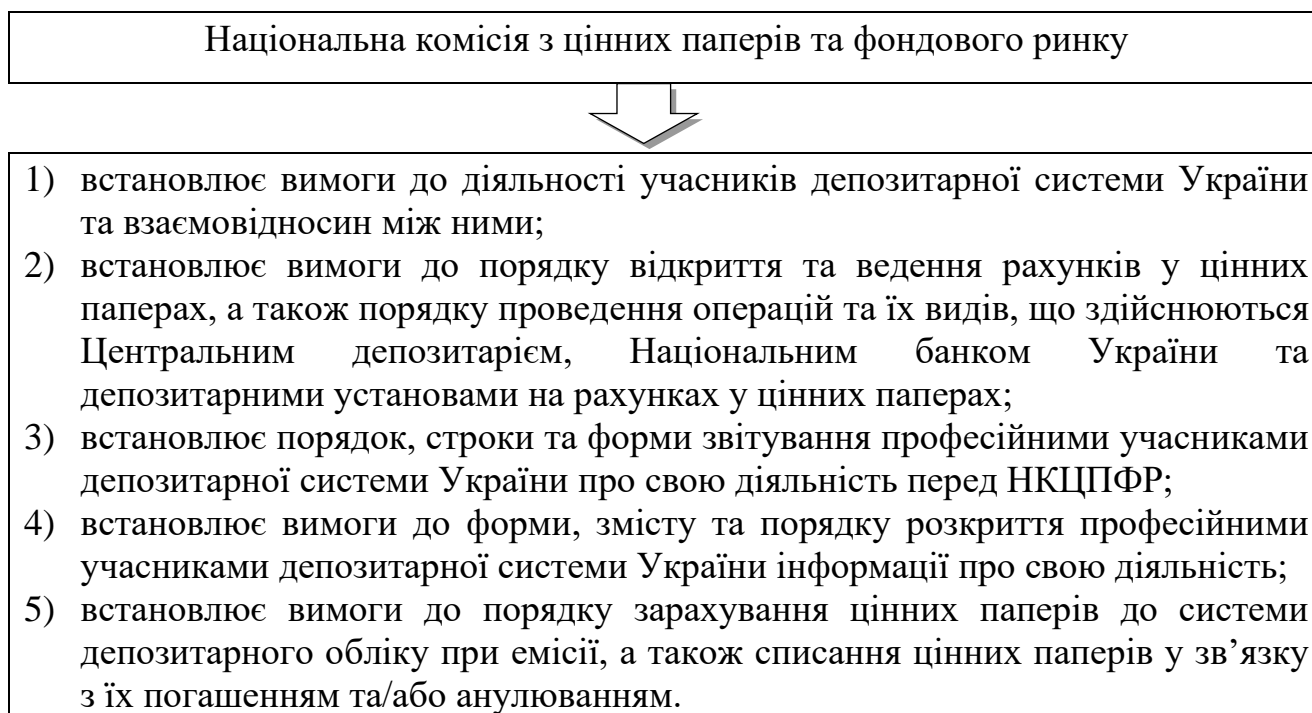 Національна комісія з цінних паперів та фондового ринку
1) встановлює вимоги до діяльності учасників депозитарної системи України
та взаємовідносин між ними;
2) встановлює вимоги до порядку відкриття та ведення рахунків у цінних
паперах, а також порядку проведення операцій та їх видів, що здійснюються
Центральним депозитарієм, Національним банком України та
депозитарними установами на рахунках у цінних паперах;
3) встановлює порядок, строки та форми звітування професійними учасниками
депозитарної системи України про свою діяльність перед НКЦПФР;
4) встановлює вимоги до форми, змісту та порядку розкриття професійними
учасниками депозитарної системи України інформації про свою діяльність;
5) встановлює вимоги до порядку зарахування цінних паперів до системи
депозитарного обліку при емісії, а також списання цінних паперів у зв’язку
з їх погашенням та/або анулюванням.